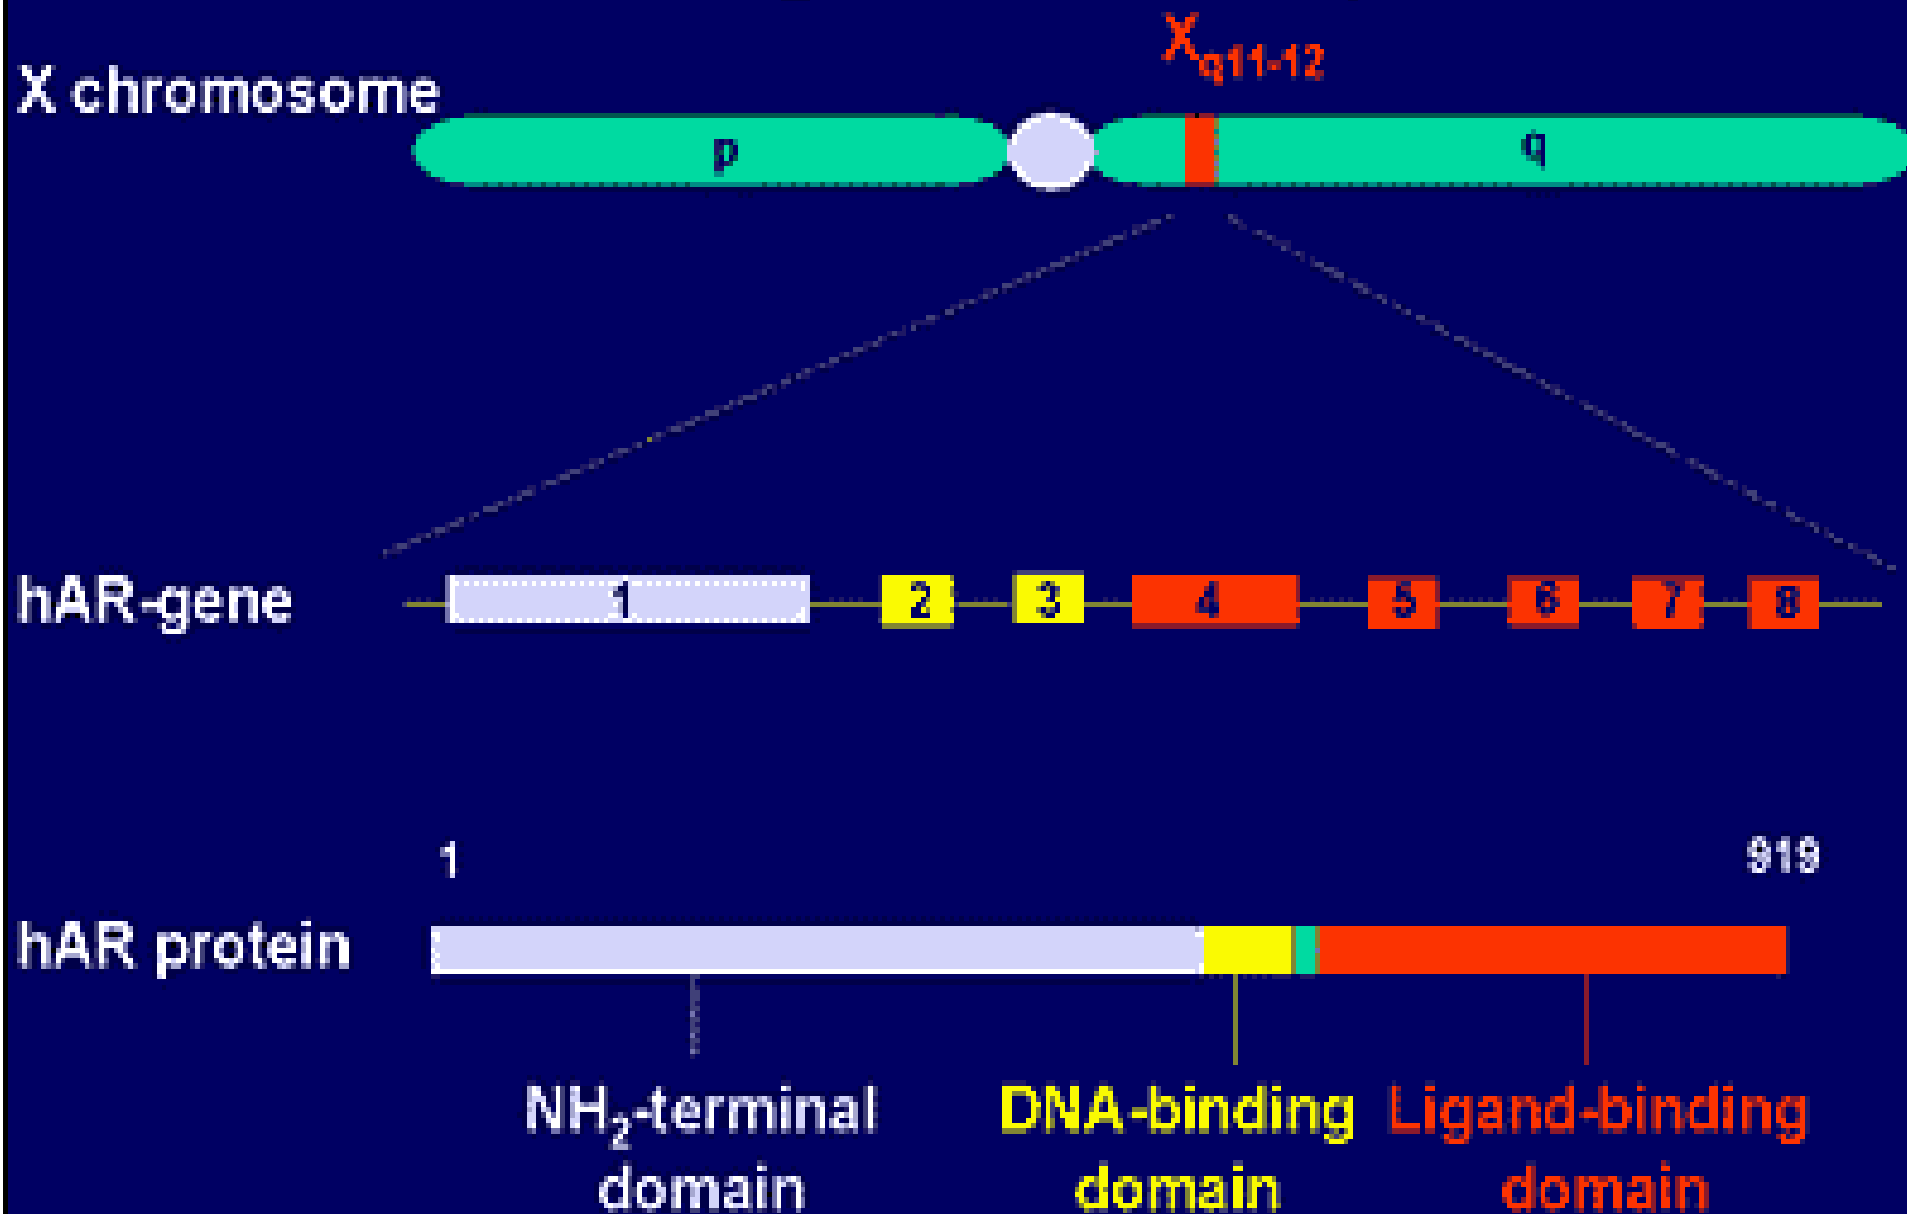 X chromosome
Xq11-12
p
q
hAR-gene
1 2 3 4 5 6 7 8
1
919
hAR protein
NH2-terminal
domain
DNA-binding
domain
Ligand-binding
domain